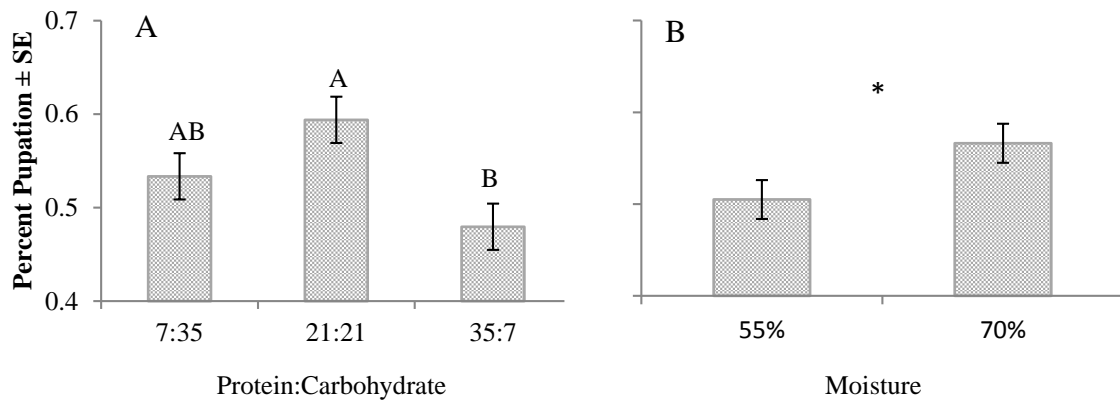 Percent Pupation ± SE
0.7
0.6
0.5
0.4
A
AB
A
B
7:35 21:21 35:7
Protein:Carbohydrate
B
*
55% 70%
Moisture